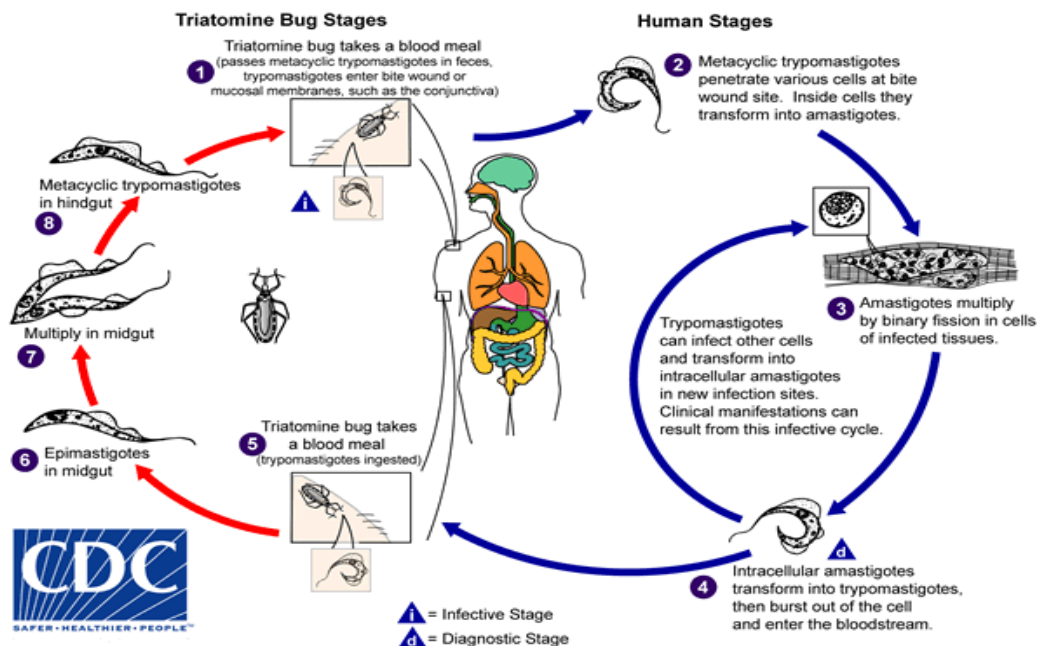 Triatomine Bug Stages
Human Stages
1
Triatomine bug takes a blood meal
(passes metacyclic trypomastigotes in feces,
trypomastigotes enter bite wound or
mucosal membranes, such as the conjunctiva)
i
2
Metacyclic trypomastigotes
penetrate various cells at bite
wound site. Inside cells they
transform into amastigotes.
3
Amastigotes multiply
by binary fission in cells
of infected tissues.
Trypomastigotes
can infect other cells
and transform into
intracellular amastigotes
in new infection sites.
Clinical manifestations can
result from this infective cycle.
d
4
Intracellular amastigotes
transform into trypomastigotes,
then burst out of the cell
and enter the bloodstream.
5
Triatomine bug takes
a blood meal
(trypomastigotes ingested)
6
Epimastigotes
in midgut
Multiply in midgut
7
Metacyclic trypomastigotes
in hindgut
8
CDC
SAFER•HEALTHIER•PEOPLE™
i = Infective Stage
d = Diagnostic Stage